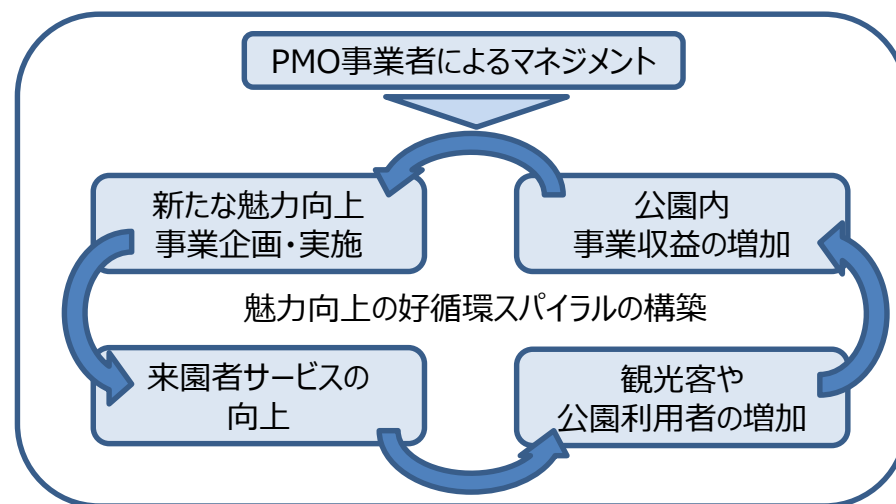 PMO事業者によるマネジメント
新たな魅力向上
事業企画・実施
公園内
事業収益の増加
魅力向上の好循環スパイラルの構築
来園者サービスの
向上
観光客や
公園利用者の増加